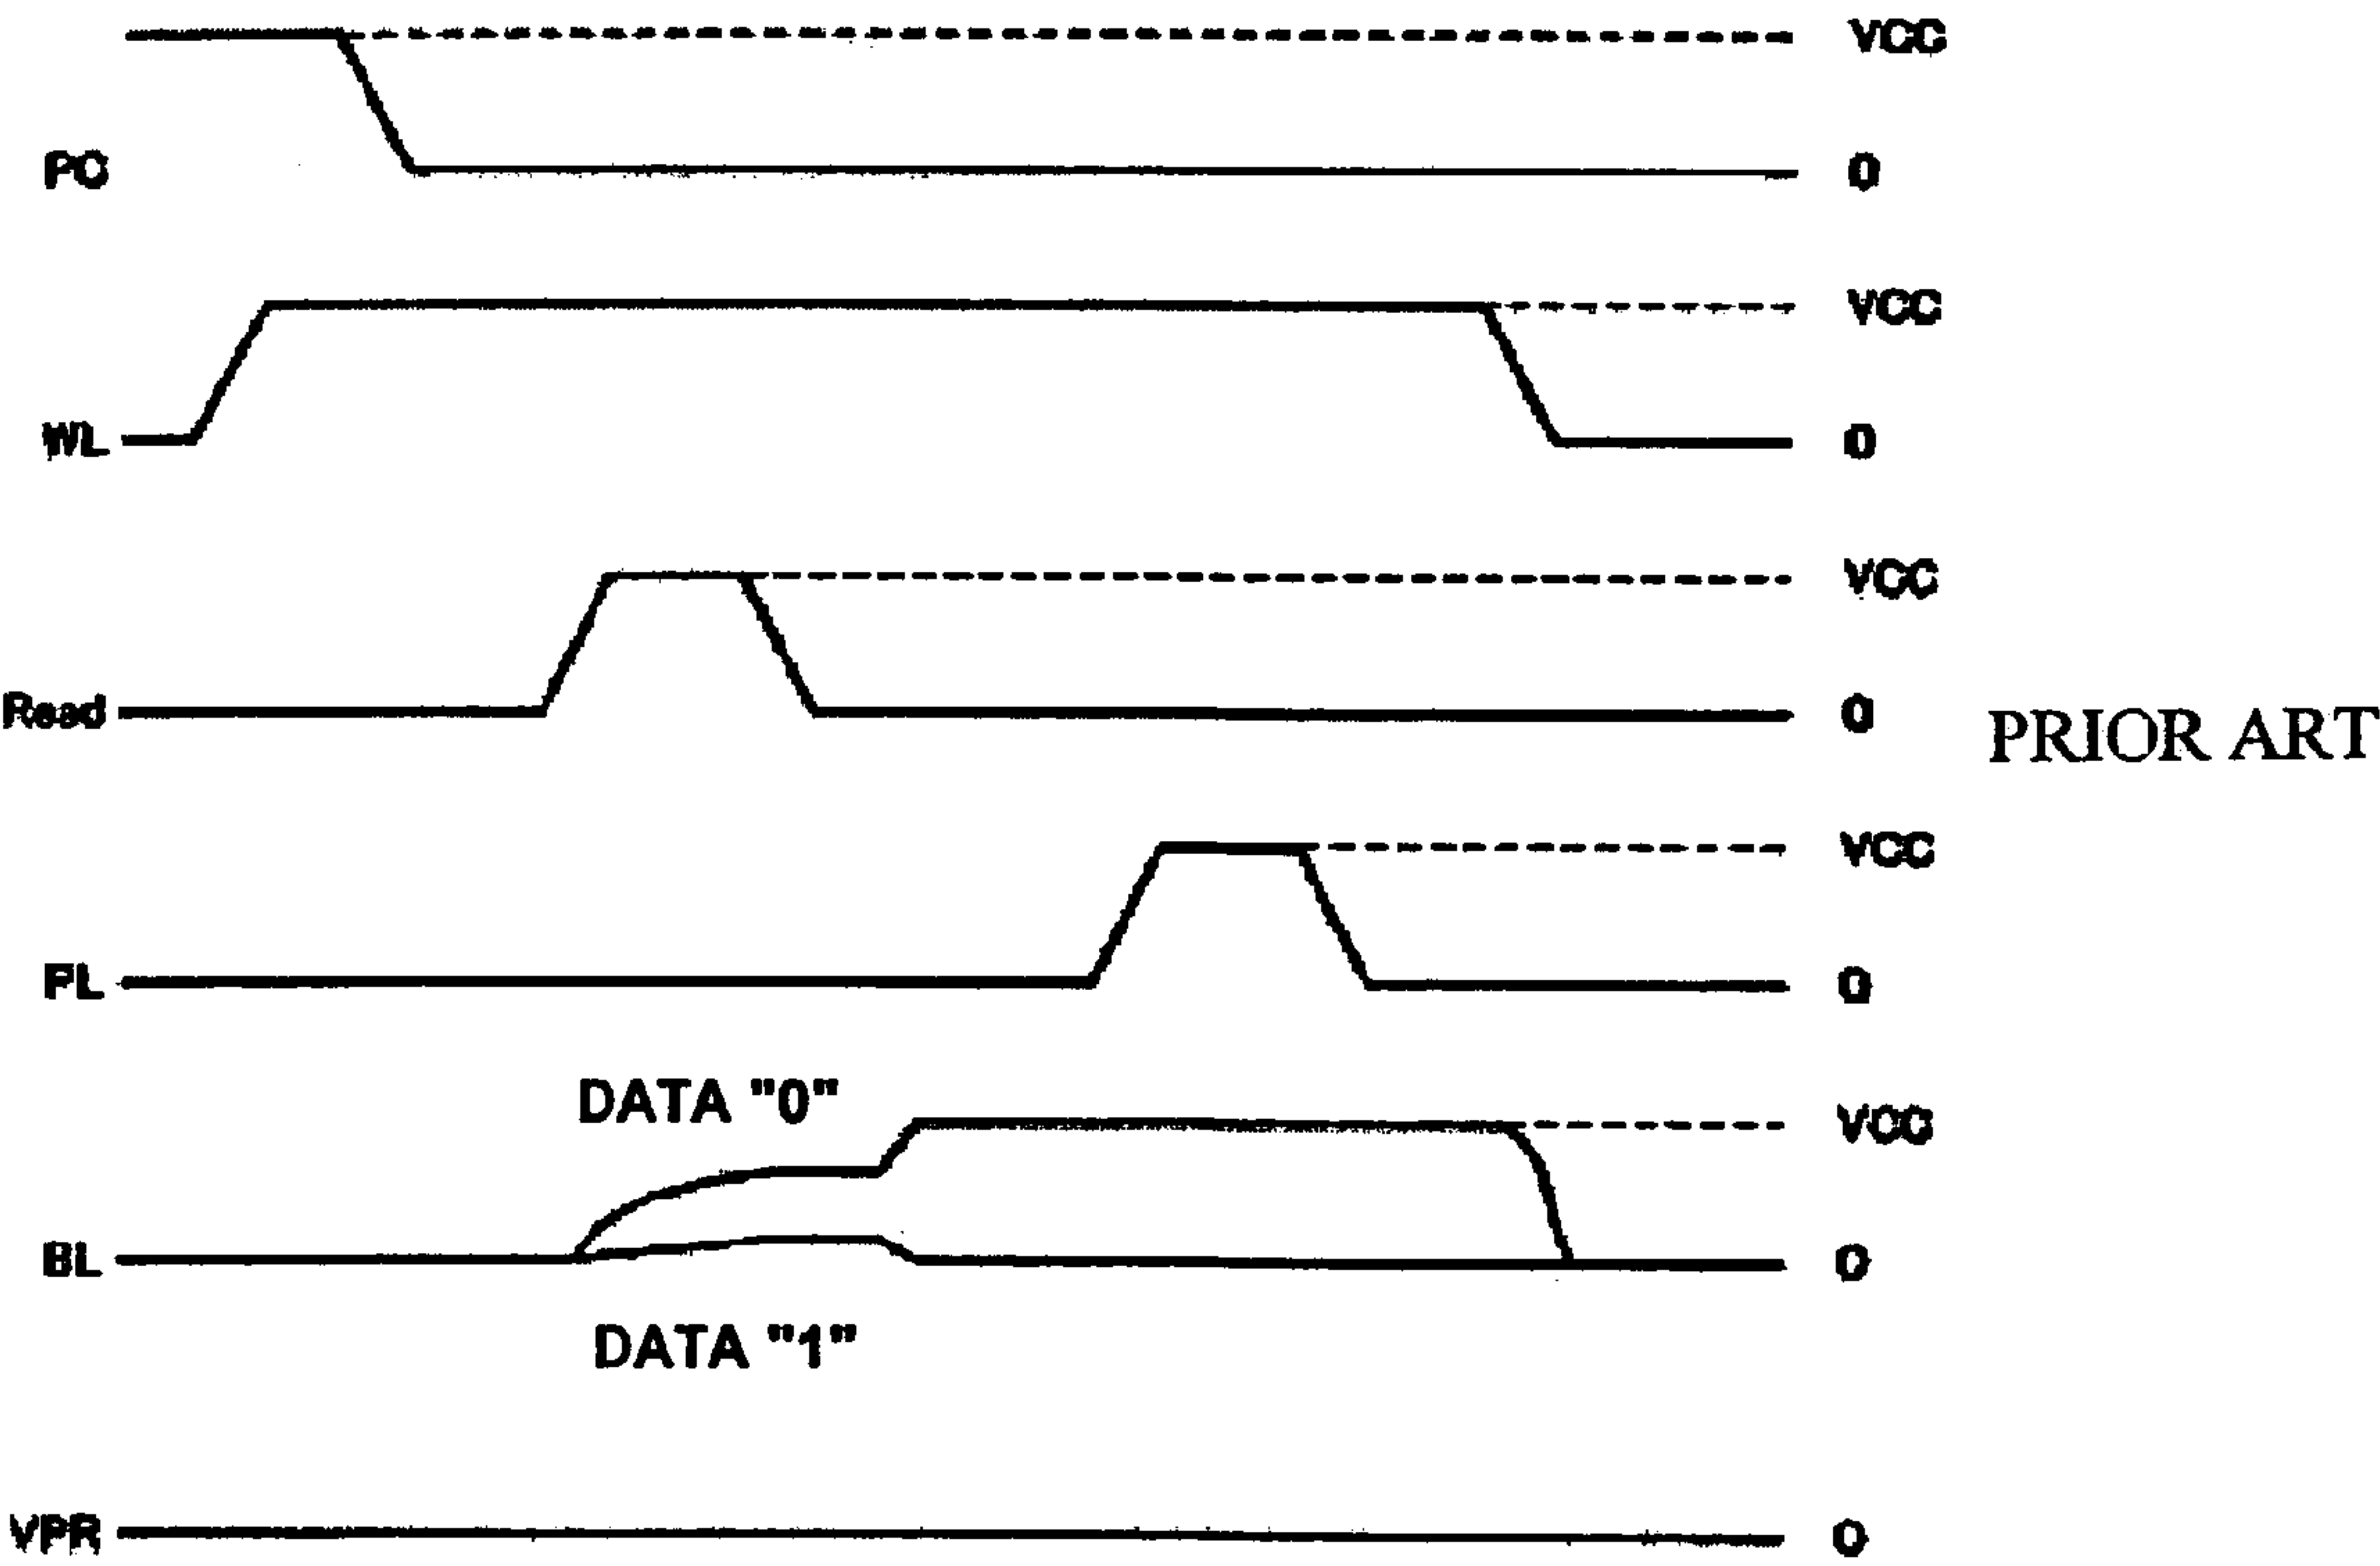 VCC
PC 0
VCC
WL 0
VCC
Read 0 PRIOR ART
VCC
PL 0
DATA "0"
VCC
BL 0
DATA "1"
VPR 0